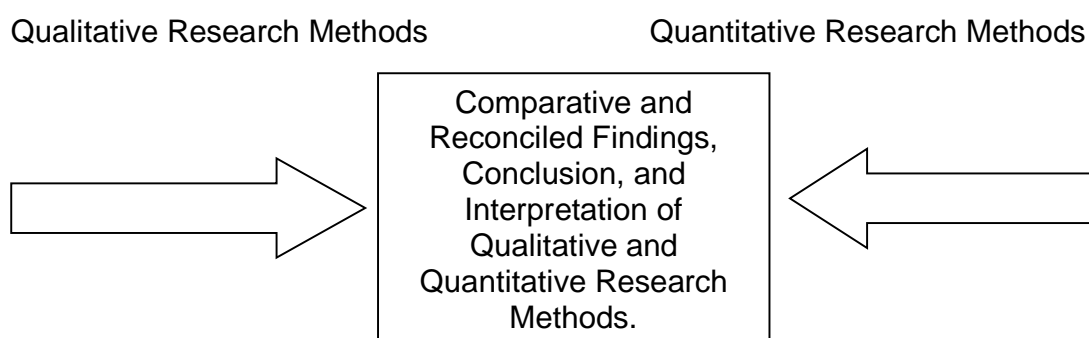 Qualitative Research Methods
Quantitative Research Methods
Comparative and
Reconciled Findings,
Conclusion, and
Interpretation of
Qualitative and
Quantitative Research
Methods.